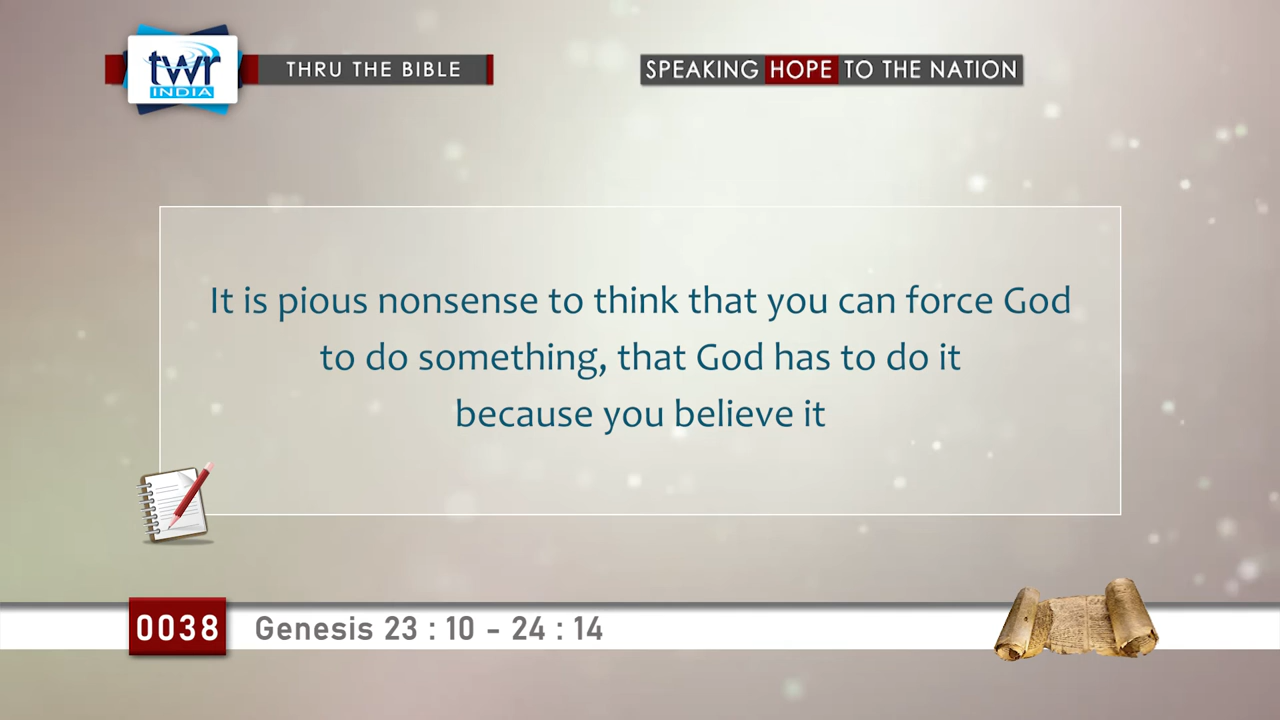 twr
INDIA
THRU THE BIBLE
SPEAKING HOPE TO THE NATION
It is pious nonsense to think that you can force God
to do something, that God has to do it
because you believe it
0038
Genesis 23 : 10 - 24 : 14